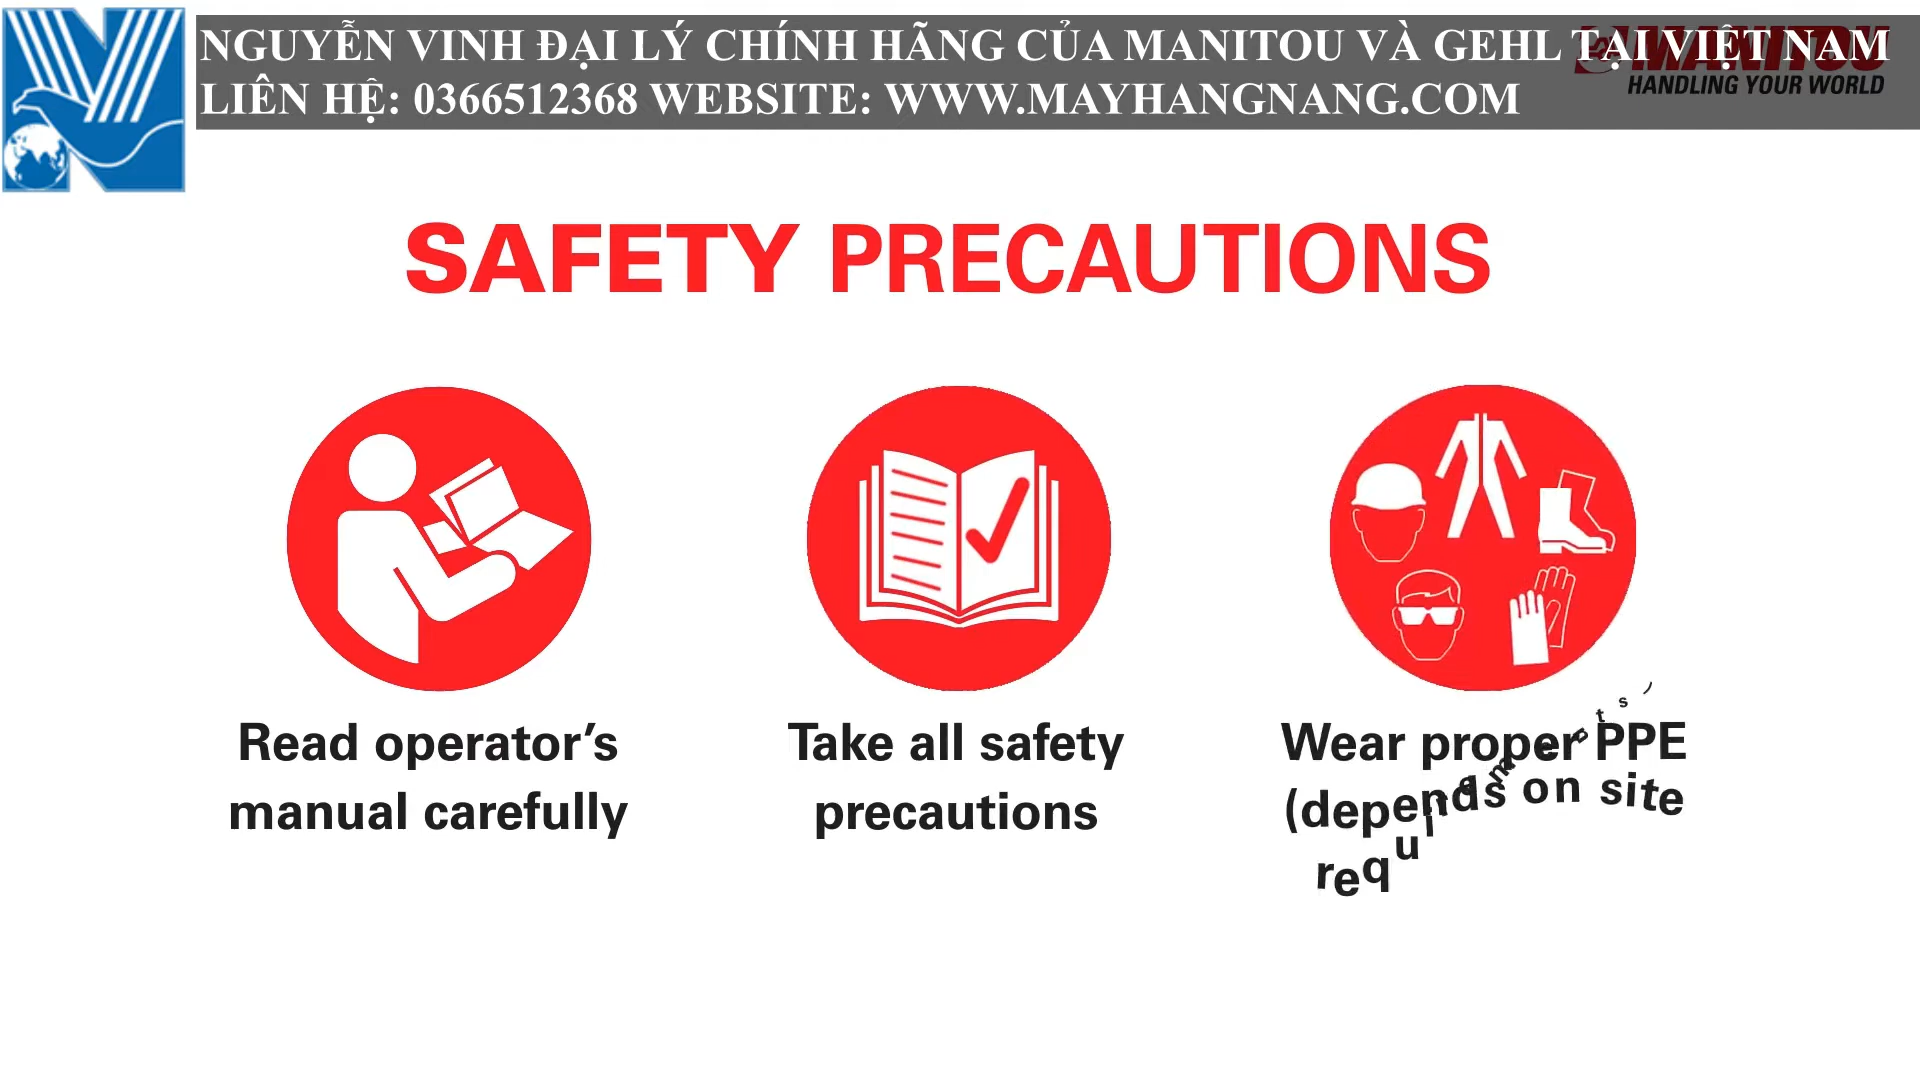 NGUYỄN VINH ĐẠI LÝ CHÍNH HÃNG CỦA MANITOU VÀ GEHL TẠI VIỆT NAM
LIÊN HỆ: 0366512368 WEBSITE: WWW.MAYHANGNANG.COM
MANITOU
HANDLING YOUR WORLD
SAFETY PRECAUTIONS
Read operator’s
manual carefully
Take all safety
precautions
Wear proper PPE
(depends on site
requirements)